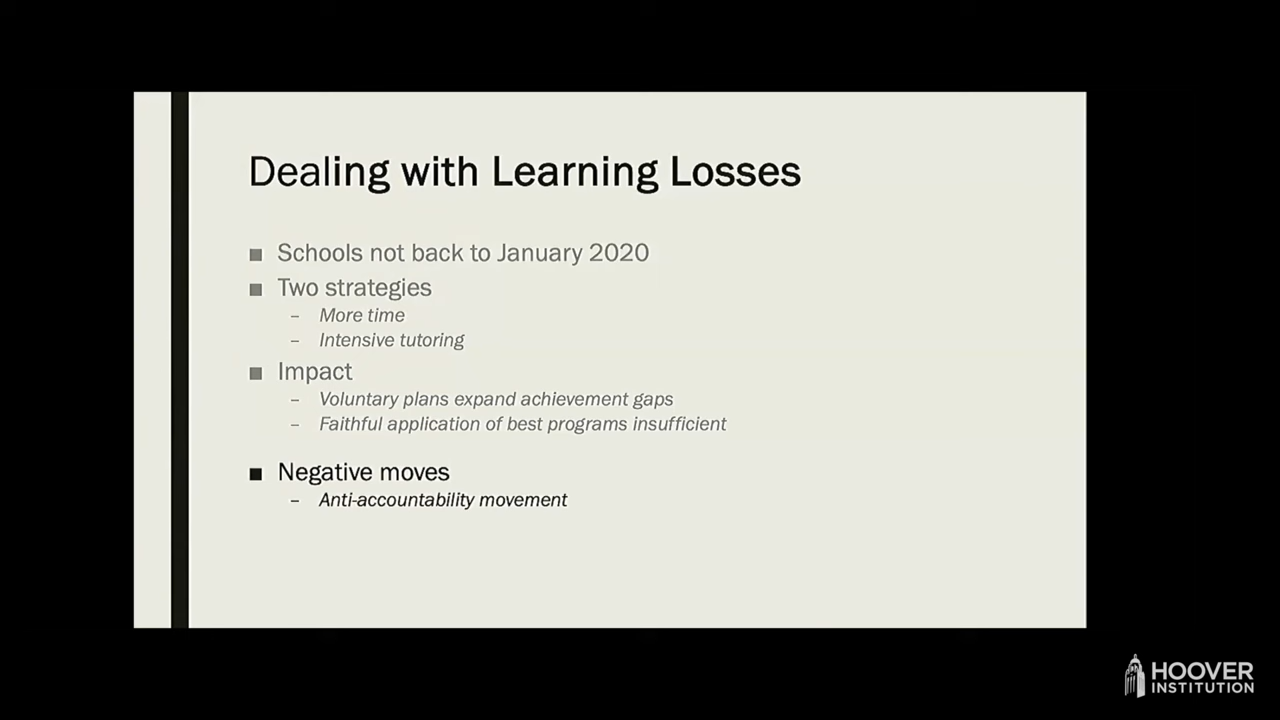 Dealing with Learning Losses
■ Schools not back to January 2020
■ Two strategies
– More time
– Intensive tutoring
■ Impact
– Voluntary plans expand achievement gaps
– Faithful application of best programs insufficient
■ Negative moves
– Anti-accountability movement
HOOVER
INSTITUTION